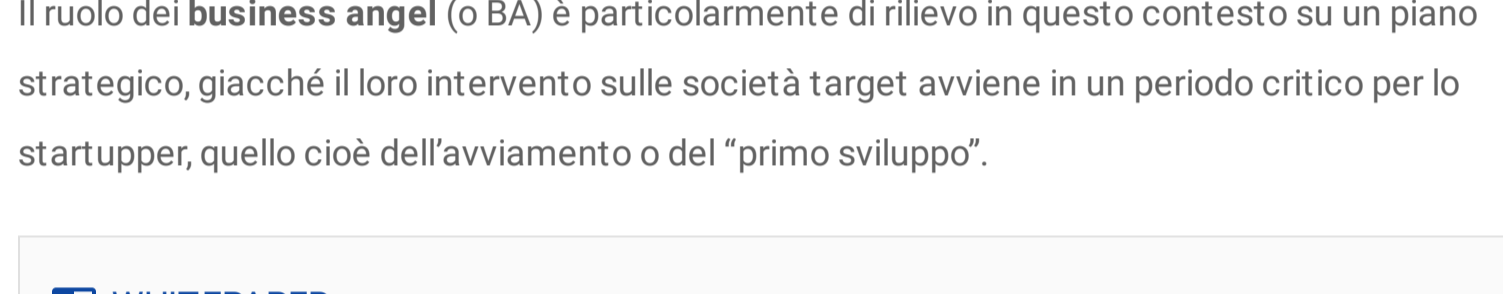 Il ruolo dei business angel (o BA) è particolarmente di rilievo in questo contesto su un piano
strategico, giacché il loro intervento sulle società target avviene in un periodo critico per lo
startupper, quello cioè dell’avviamento o del “primo sviluppo”.
WHITEPAPER